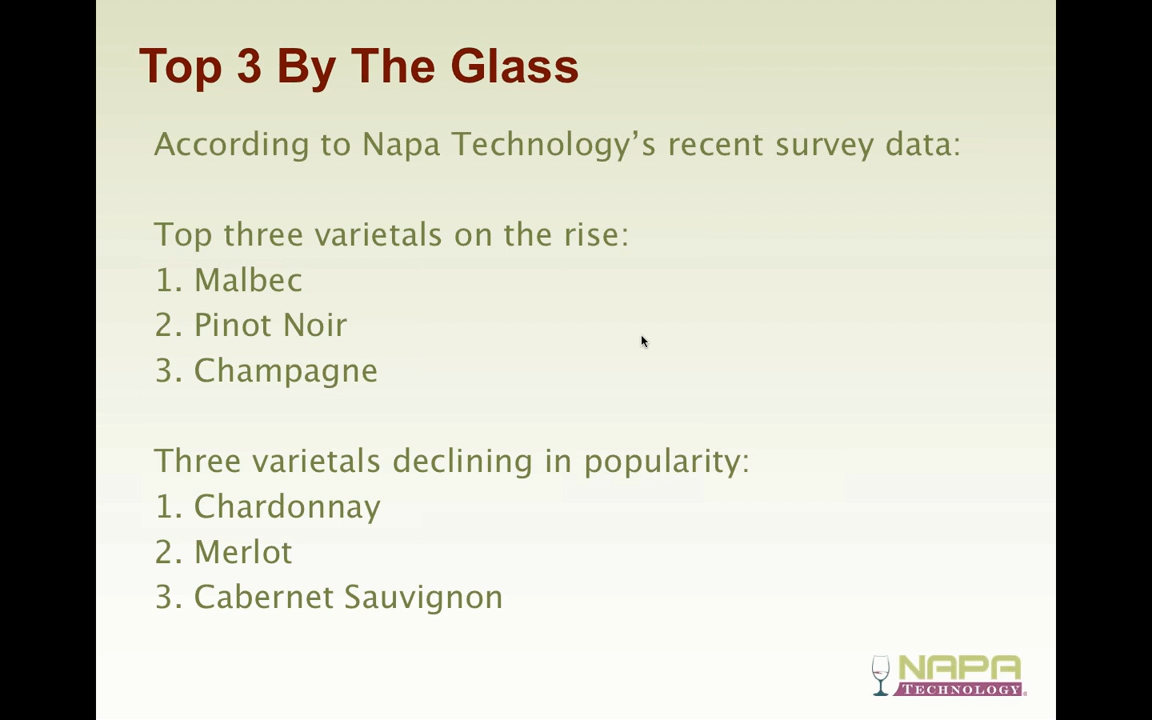 Top 3 By The Glass
According to Napa Technology’s recent survey data:
Top three varietals on the rise:
1. Malbec
2. Pinot Noir
3. Champagne
Three varietals declining in popularity:
1. Chardonnay
2. Merlot
3. Cabernet Sauvignon
NAPA
TECHNOLOGY®